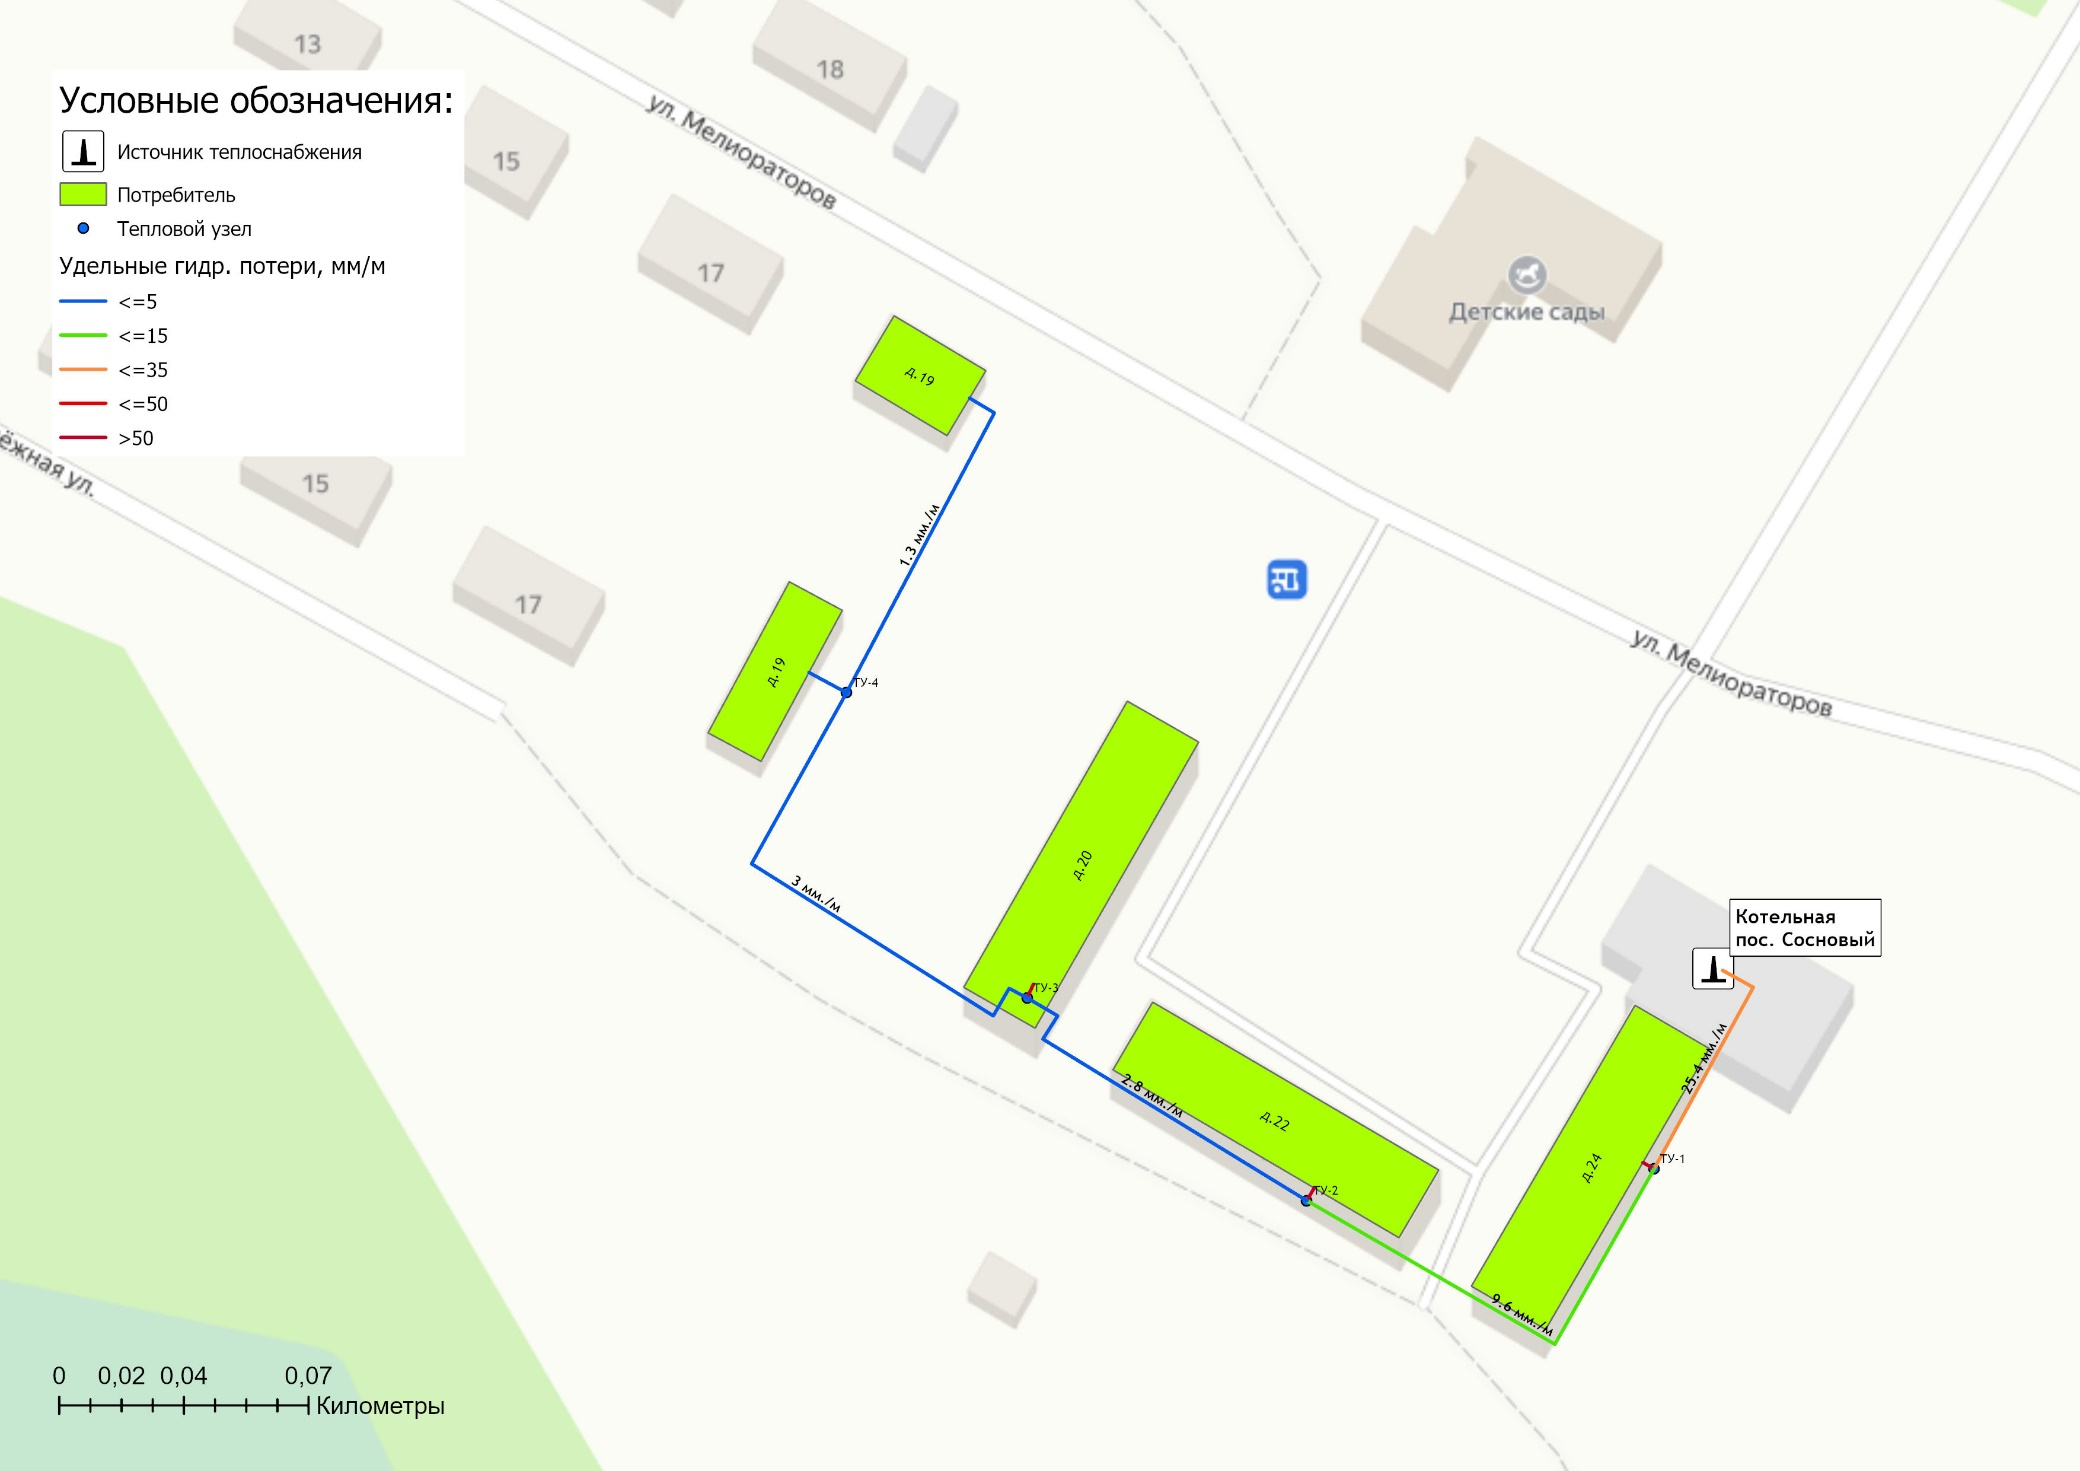 13
18
Условные обозначения:
Источник теплоснабжения
Потребитель
Тепловой узел
Удельные гидр. потери, мм/м
<=5
<=15
<=35
<=50
>50
15
ул. Мелиораторов
17
Детские сады
д.19
ёжная ул.
15
1.3 мм./м
17
д.19
ТУ-4
ул. Мелиораторов
д.20
3 мм./м
Котельная
пос. Сосновый
ТУ-3
25.4 мм./м
2.8 мм./м
д.22
д.24
ТУ-1
ТУ-2
9.6 мм./м
0 0,02 0,04 0,07
Километры